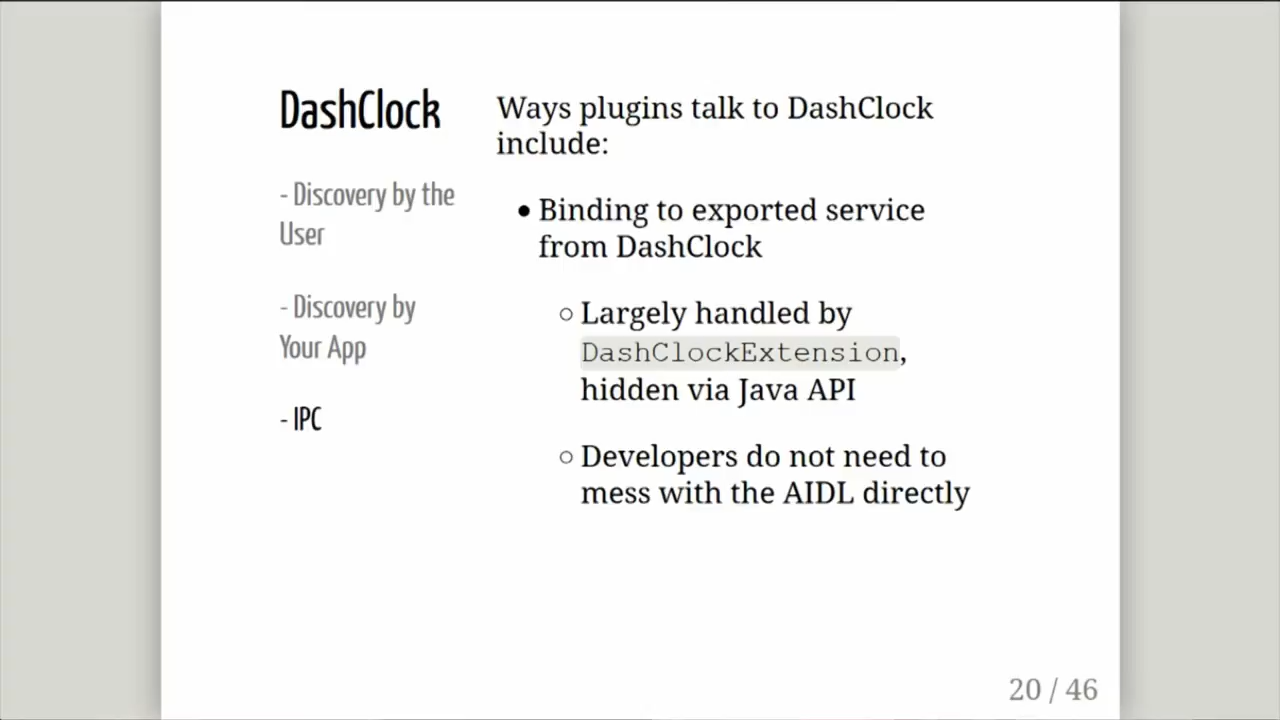 DashClock
- Discovery by the
User
- Discovery by
Your App
- IPC
Ways plugins talk to DashClock
include:
• Binding to exported service
from DashClock
○ Largely handled by
DashClockExtension,
hidden via Java API
○ Developers do not need to
mess with the AIDL directly
20 / 46